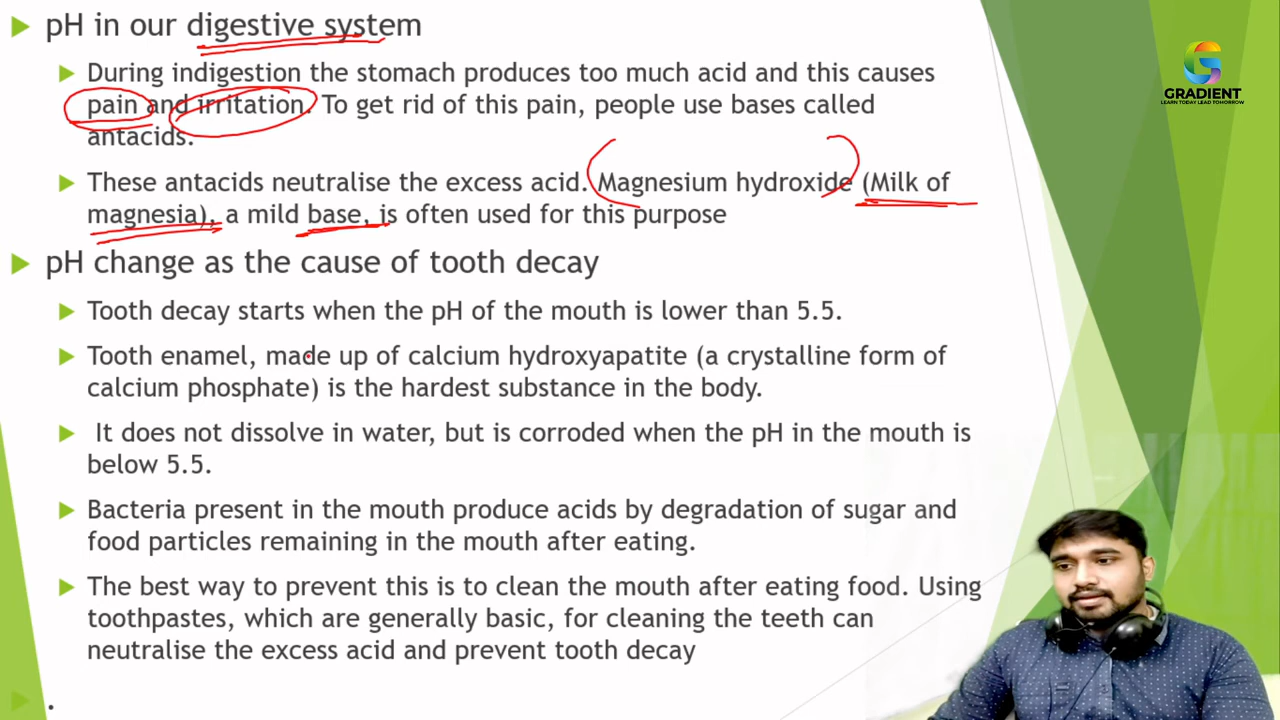 pH in our digestive system
During indigestion the stomach produces too much acid and this causes
pain and irritation. To get rid of this pain, people use bases called
antacids.
These antacids neutralise the excess acid. Magnesium hydroxide (Milk of
magnesia), a mild base, is often used for this purpose
pH change as the cause of tooth decay
Tooth decay starts when the pH of the mouth is lower than 5.5.
Tooth enamel, made up of calcium hydroxyapatite (a crystalline form of
calcium phosphate) is the hardest substance in the body.
It does not dissolve in water, but is corroded when the pH in the mouth is
below 5.5.
Bacteria present in the mouth produce acids by degradation of sugar and
food particles remaining in the mouth after eating.
The best way to prevent this is to clean the mouth after eating food. Using
toothpastes, which are generally basic, for cleaning the teeth can
neutralise the excess acid and prevent tooth decay
.
GRADIENT
LEARN TODAY LEAD TOMORROW